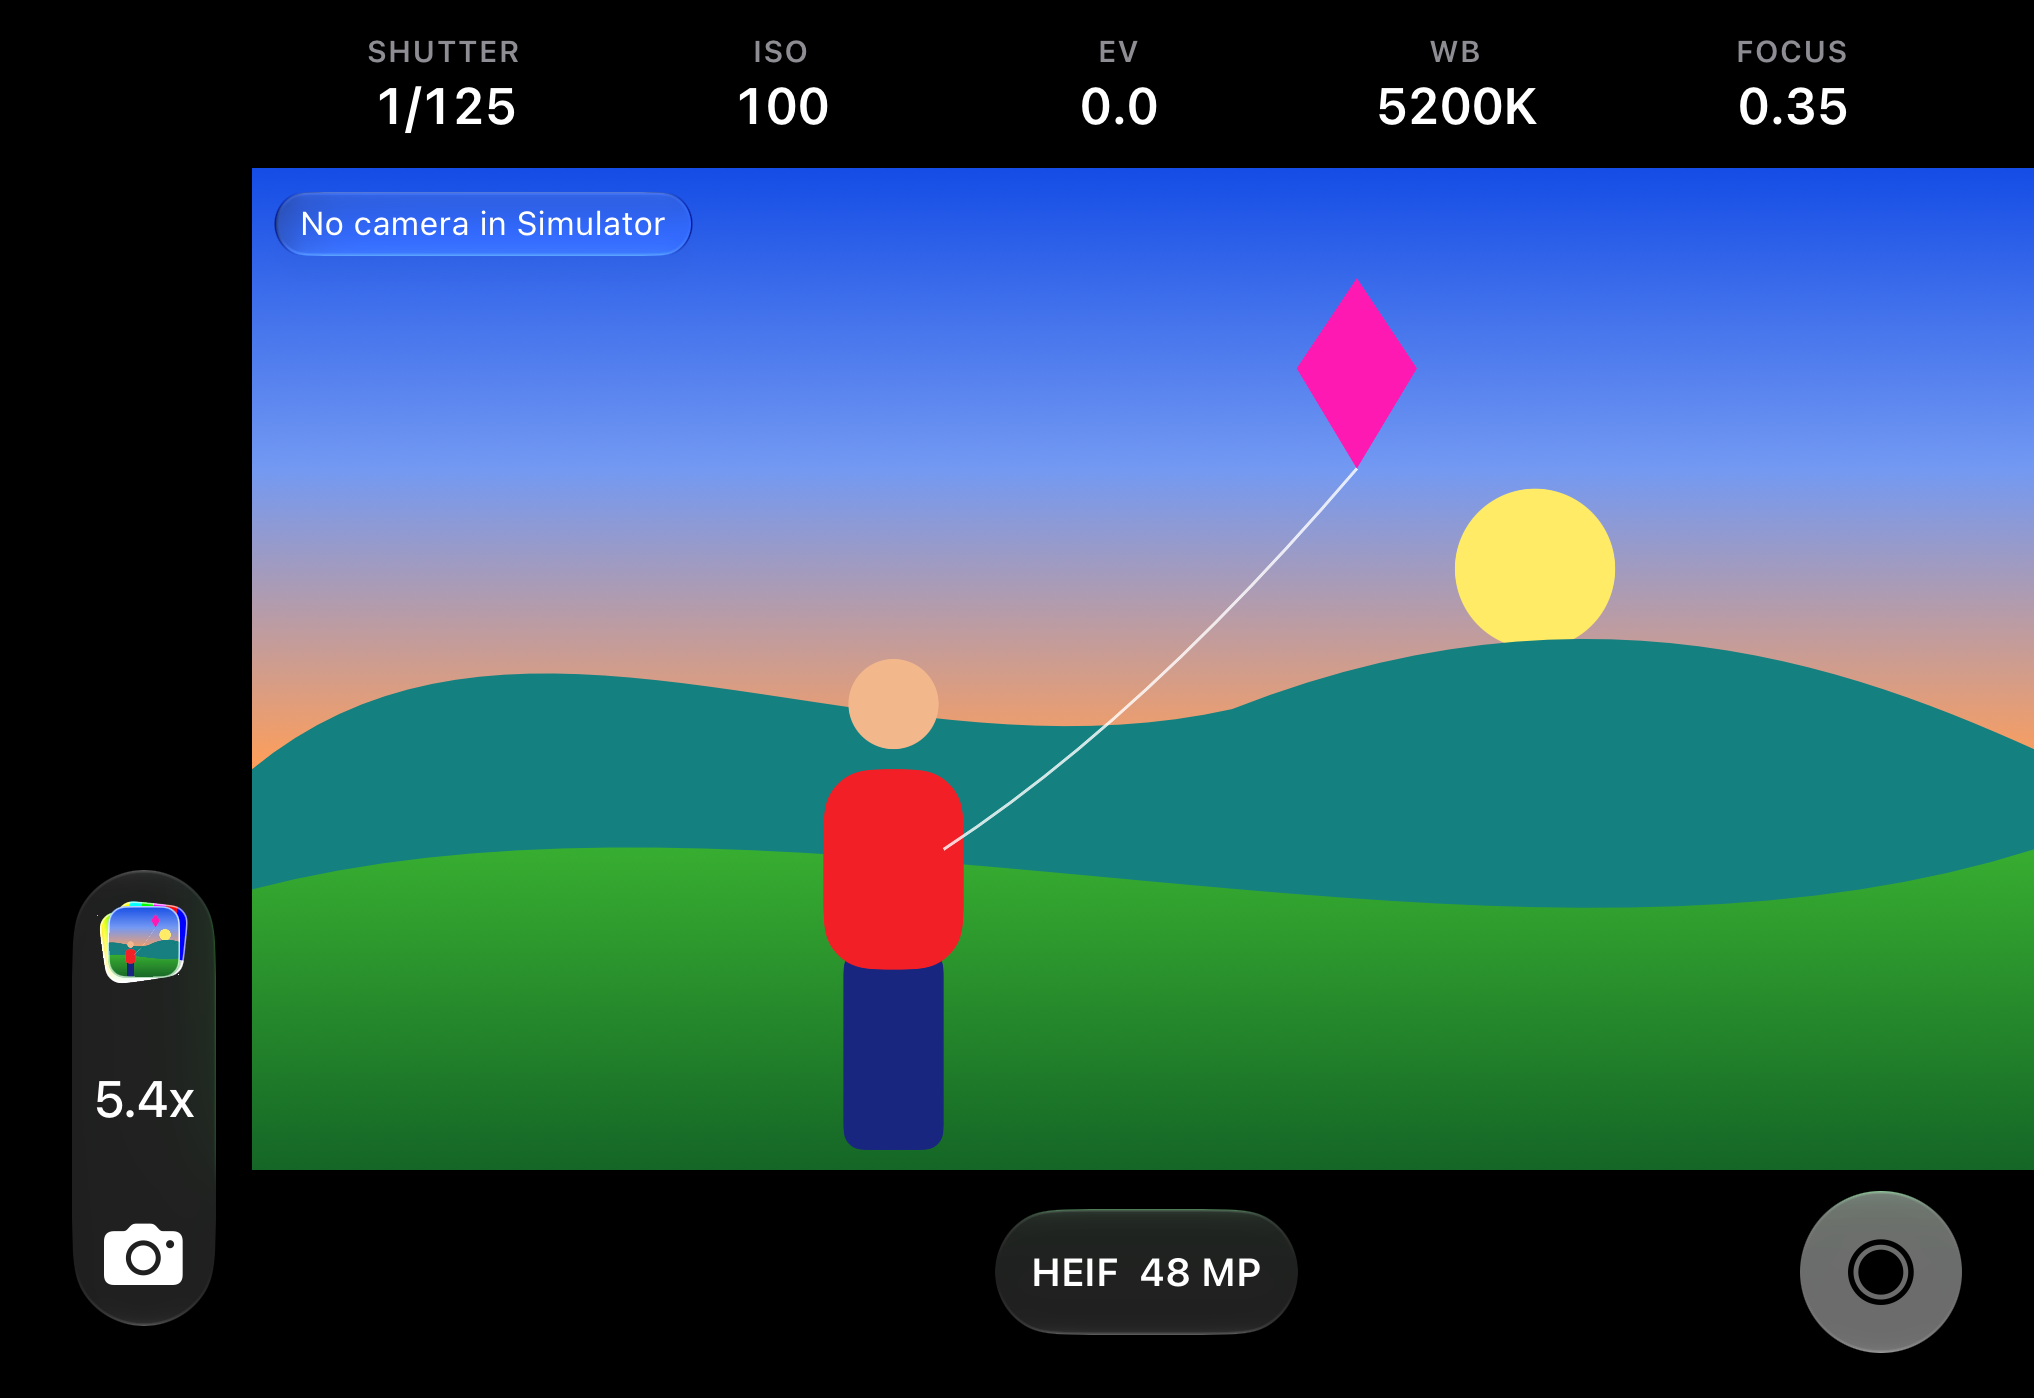 SHUTTER ISO EV WB FOCUS
1/125 100 0.0 5200K 0.35
No camera in Simulator
5.4x
HEIF 48 MP